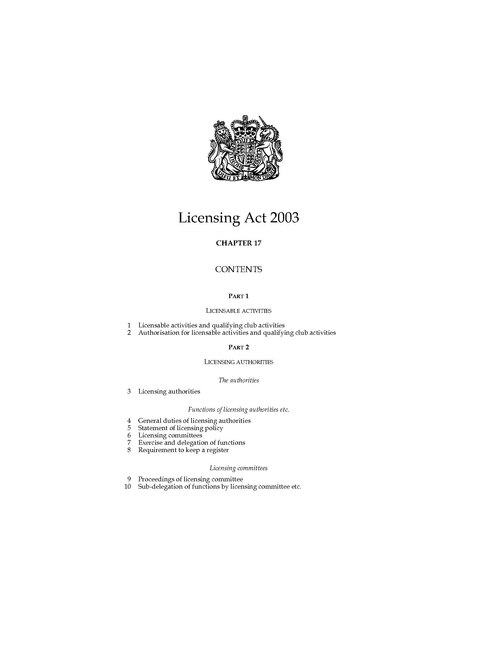 Licensing Act 2003
CHAPTER 17
CONTENTS
PART 1
LICENSABLE ACTIVITIES
1 Licensable activities and qualifying club activities
2 Authorisation for licensable activities and qualifying club activities
PART 2
LICENSING AUTHORITIES
The authorities
3 Licensing authorities
Functions of licensing authorities etc.
4 General duties of licensing authorities
5 Statement of licensing policy
6 Licensing committees
7 Exercise and delegation of functions
8 Requirement to keep a register
Licensing committees
9 Proceedings of licensing committee
10 Sub-delegation of functions by licensing committee etc.